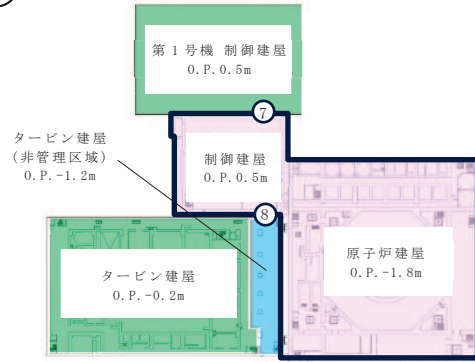 第1号機 制御建屋
O.P.0.5m
⑦
タービン建屋
(非管理区域)
O.P.-1.2m
制御建屋
O.P.0.5m
⑧
原子炉建屋
O.P.-1.8m
タービン建屋
O.P.-0.2m